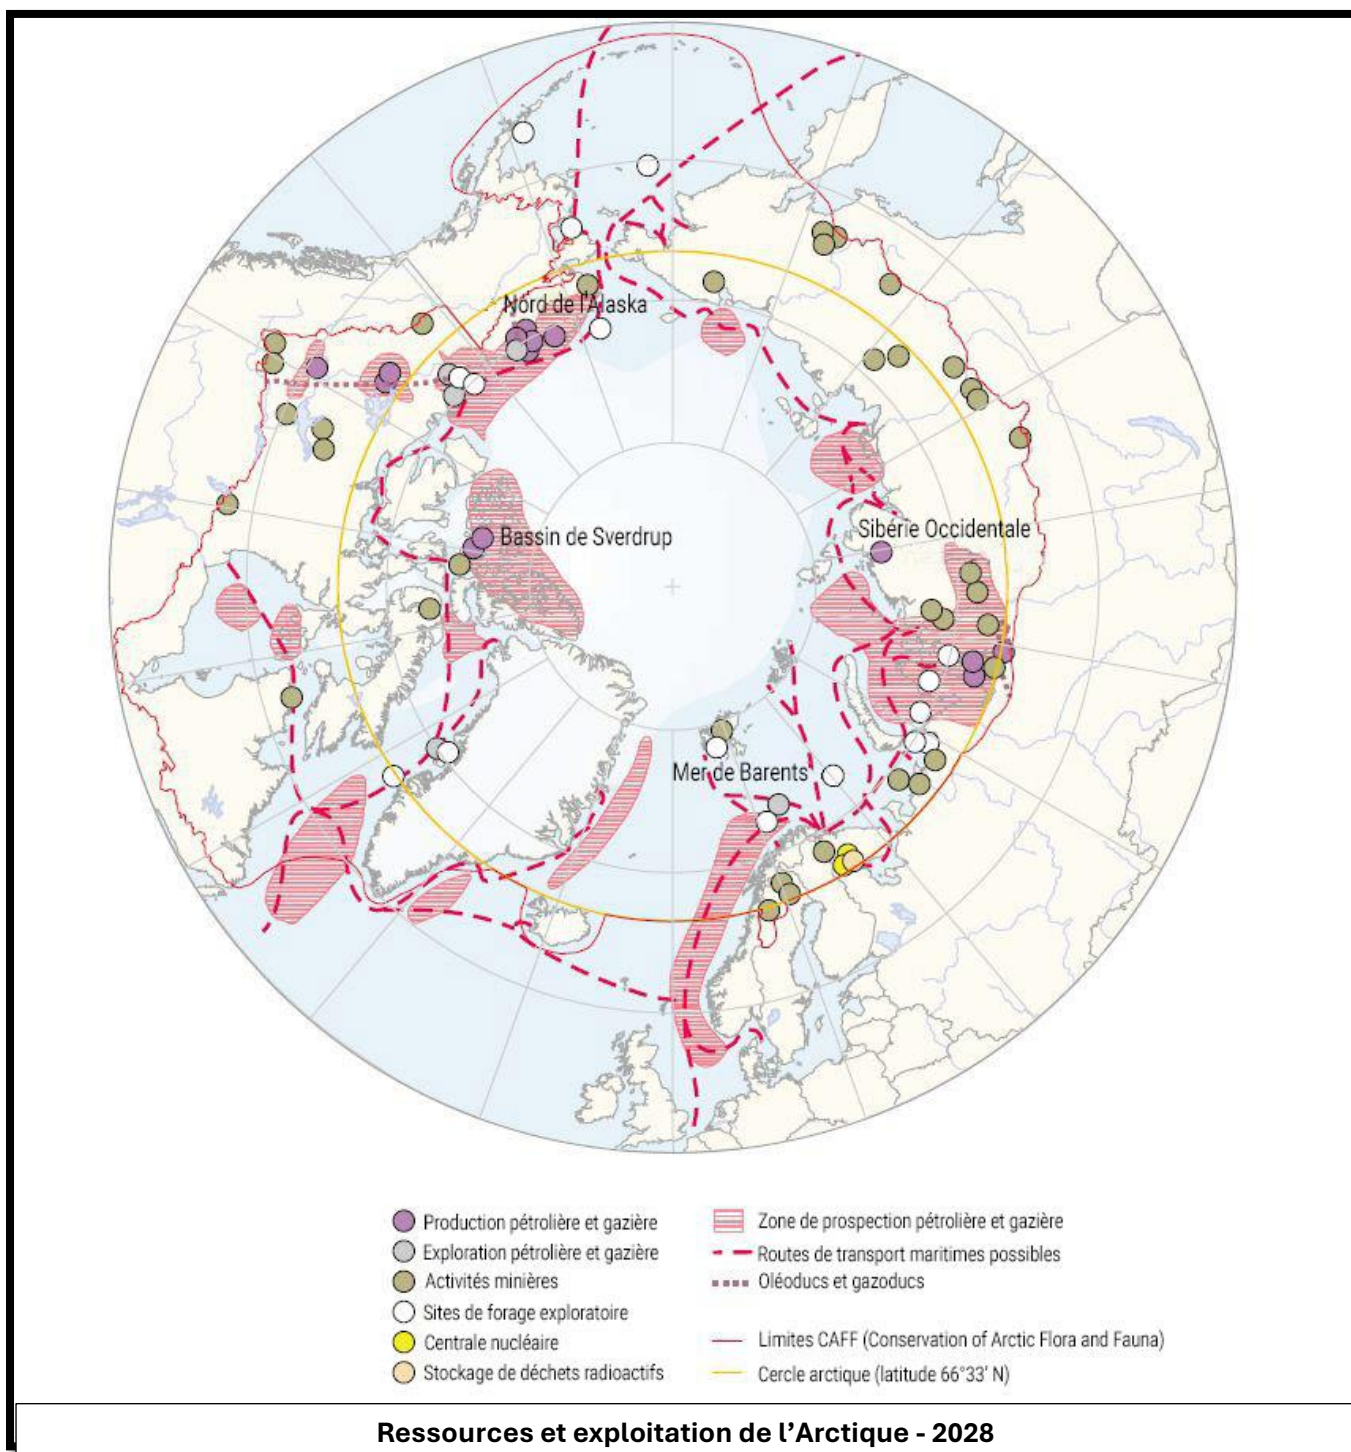 Nord de l'Alaska
Bassin de Sverdrup
Sibérie Occidentale
Mer de Barents
Production pétrolière et gazière
Exploration pétrolière et gazière
Activités minières
Sites de forage exploratoire
Centrale nucléaire
Stockage de déchets radioactifs
Zone de prospection pétrolière et gazière
Routes de transport maritimes possibles
Oléoducs et gazoducs
Limites CAFF (Conservation of Arctic Flora and Fauna)
Cercle arctique (latitude 66°33' N)
Ressources et exploitation de l’Arctique - 2028